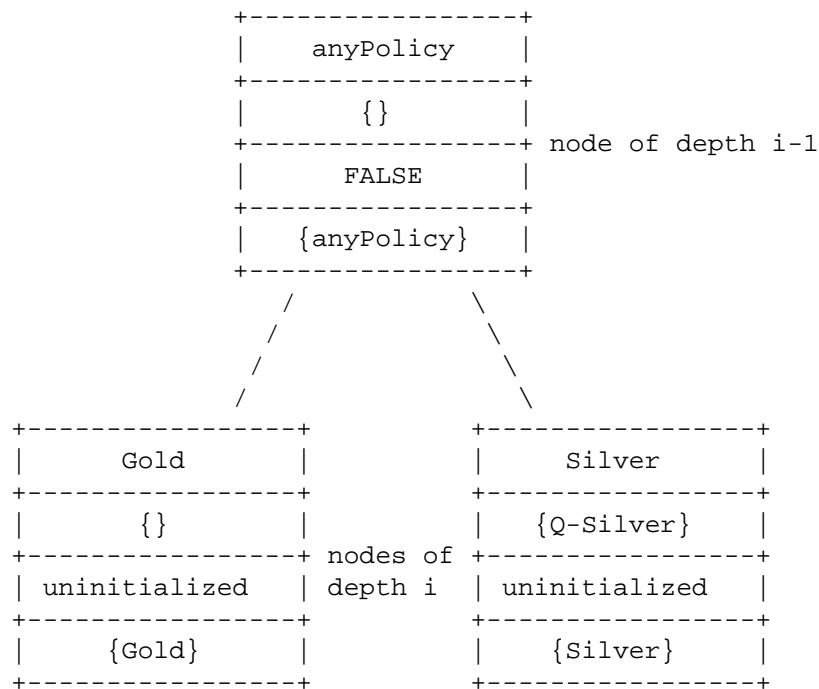 anyPolicy
{}
node of depth i-1
FALSE
{anyPolicy}
Gold Silver
{} {Q-Silver}
nodes of
uninitialized depth i uninitialized
{Gold} {Silver}